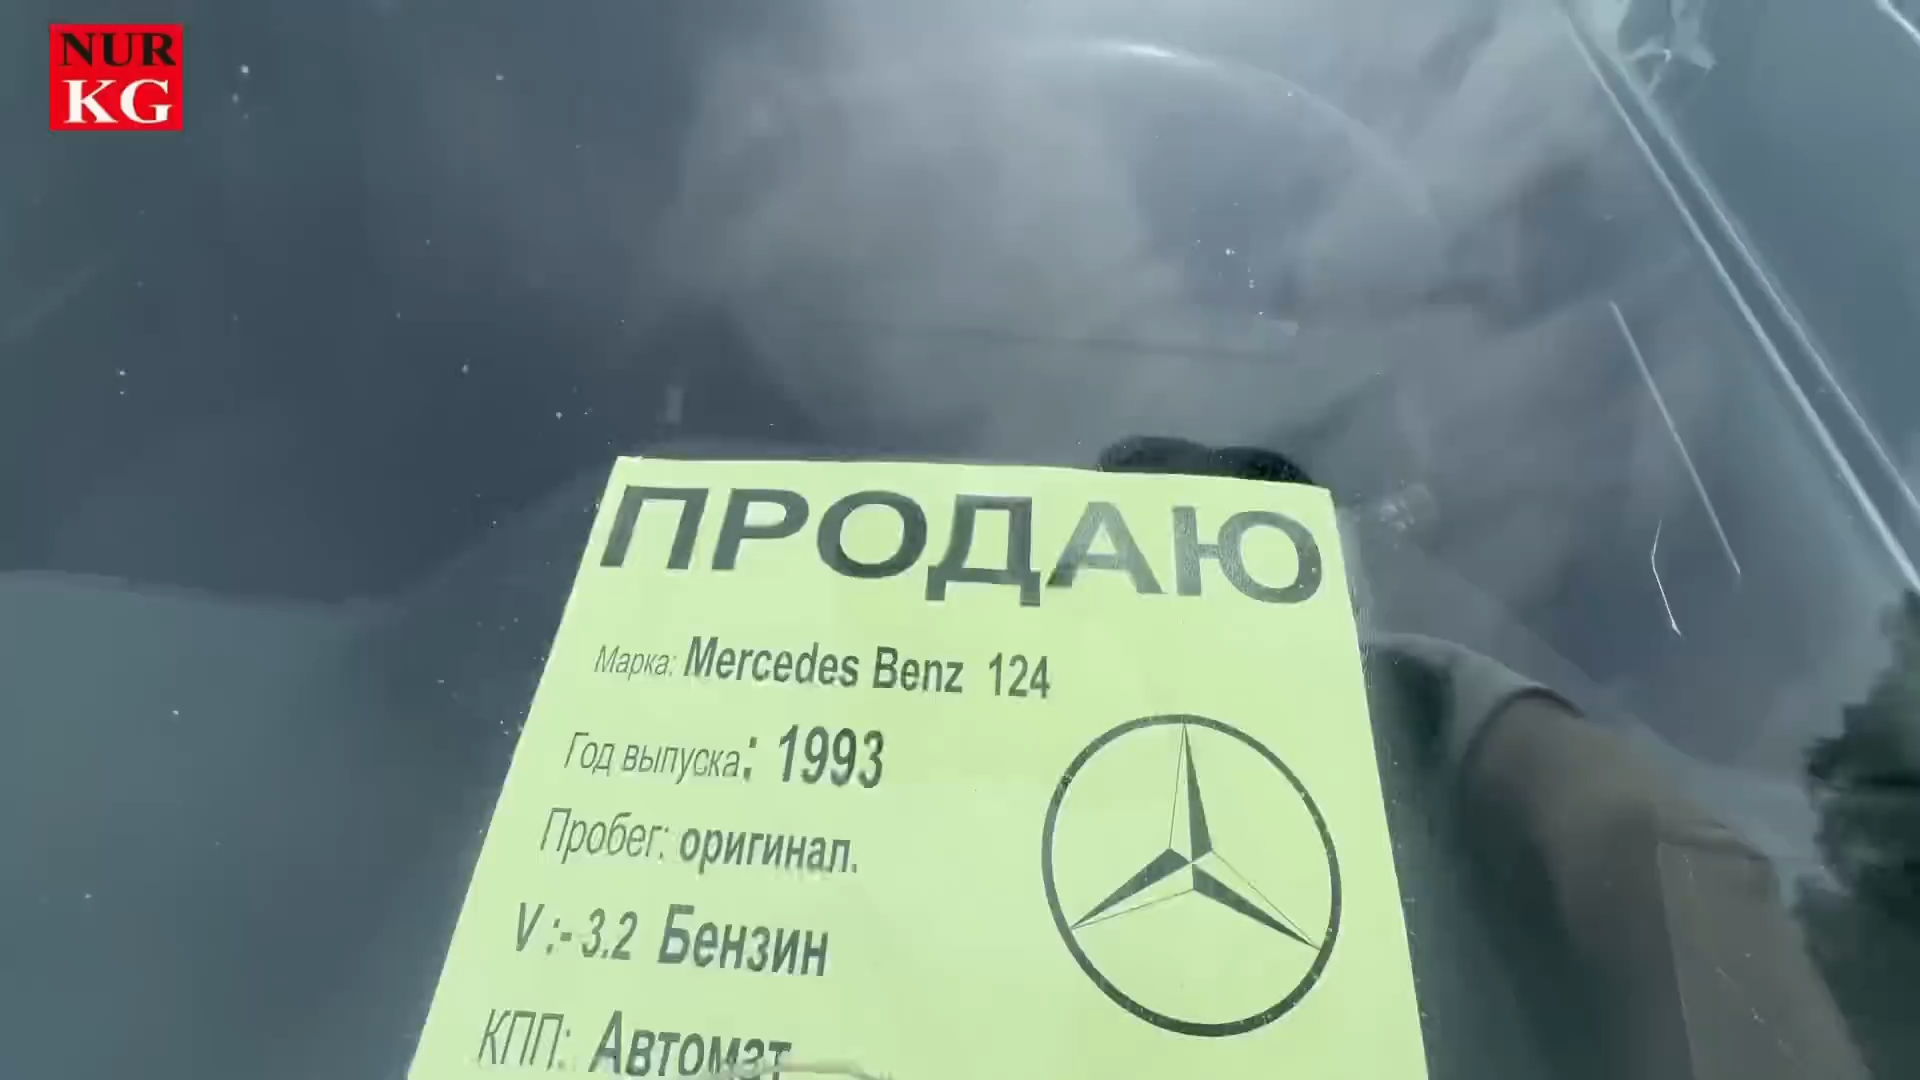 NUR
KG
ПРОДАЮ
Марка: Mercedes Benz 124
Год выпуска: 1993
Пробег: оригинал.
V :- 3.2 Бензин
КПП: Автомат